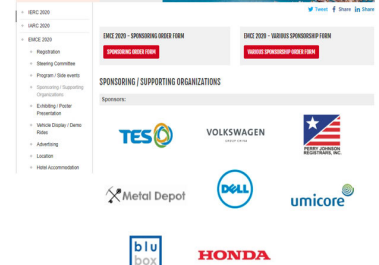 Tweet Share Share
IERC 2020
IARC 2020
EMCE 2020
Registration
Steering Committee
Program / Side events
Sponsoring / Supporting
Organizations
Exhibiting / Poster
Presentation
Vehicle Display / Demo
Rides
Advertising
Location
Hotel Accommodation
EMCE 2020 - SPONSORING ORDER FORM
SPONSORING ORDER FORM
EMCE 2020 - VARIOUS SPONSORSHIP FORM
VARIOUS SPONSORSHIP ORDER FORM
SPONSORING / SUPPORTING ORGANIZATIONS
Sponsors:
TES
VOLKSWAGEN
PERRY JOHNSON
REGISTRARS, INC.
Metal Depot
DELL
umicore
blu
box
HONDA